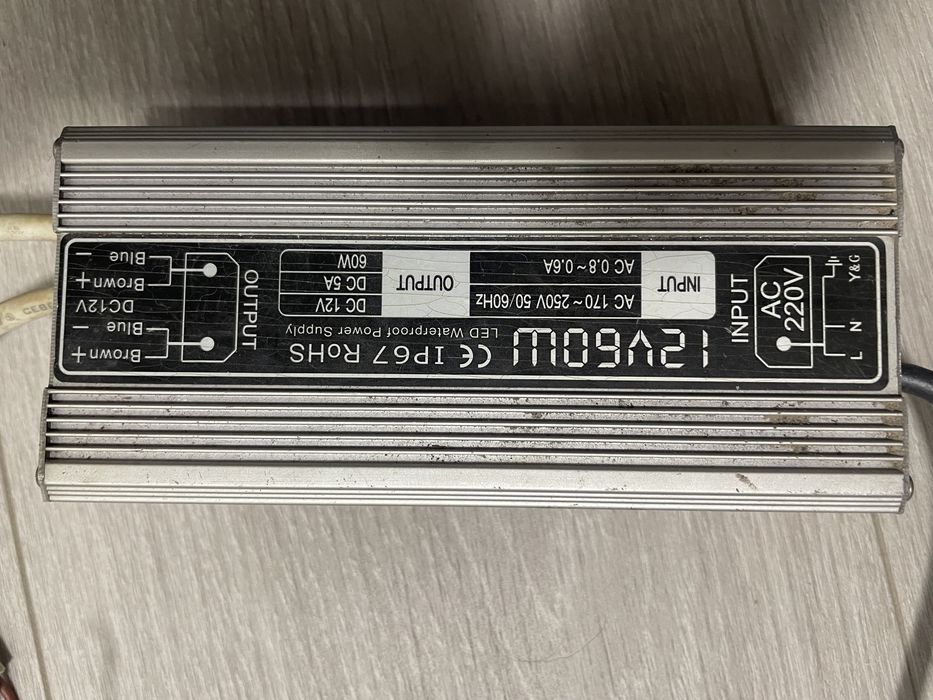 L
N
Y&G
AC
220V
INPUT
12V60W
CE IP67 RoHS
LED Waterproof Power Supply
INPUT
AC 170~250V 50/60Hz
AC 0.8~0.6A
OUTPUT
DC 12V
DC 5A
60W
OUTPUT
Brown+
Blue -
DC12V
Brown+
Blue -